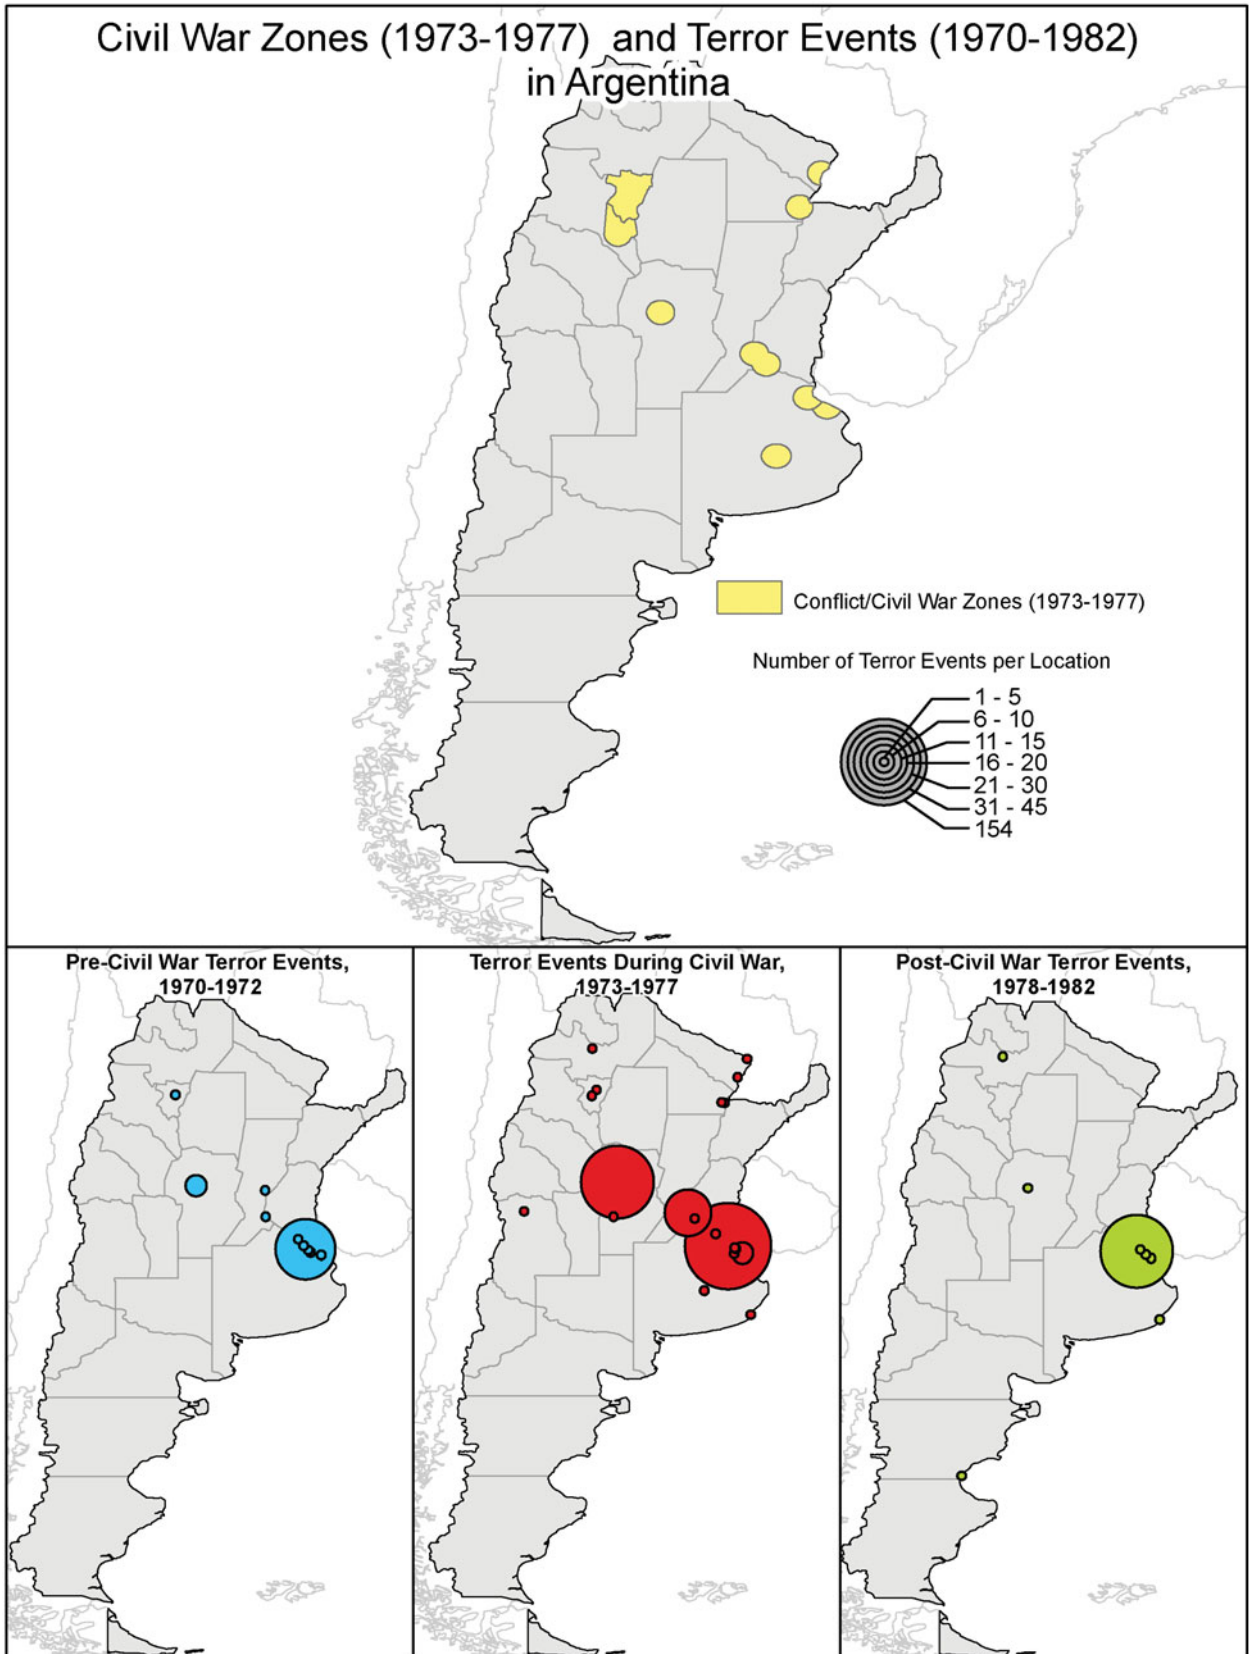 Civil War Zones (1973-1977) and Terror Events (1970-1982)
in Argentina
Conflict/Civil War Zones (1973-1977)
Number of Terror Events per Location
1 - 5
6 - 10
11 - 15
16 - 20
21 - 30
31 - 45
154
Pre-Civil War Terror Events,
1970-1972
Terror Events During Civil War,
1973-1977
Post-Civil War Terror Events,
1978-1982